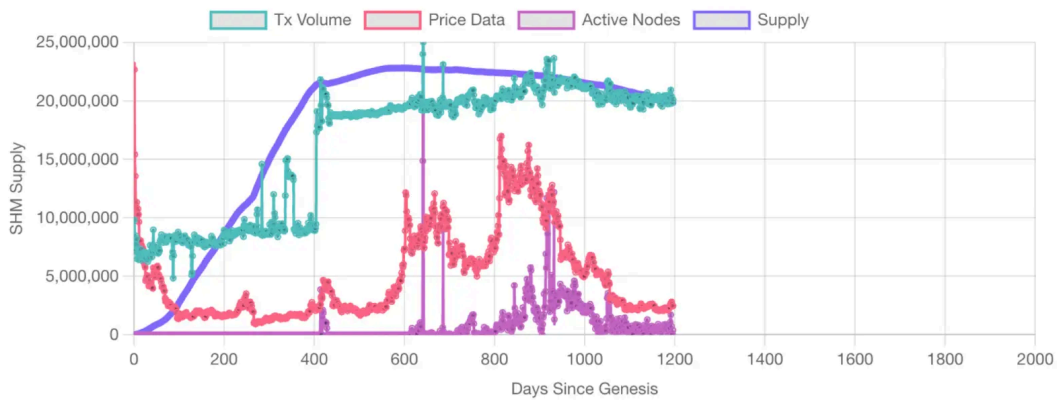 Tx Volume Price Data Active Nodes Supply
25,000,000
20,000,000
15,000,000
10,000,000
5,000,000
0
SHM Supply
0 200 400 600 800 1000 1200 1400 1600 1800 2000
Days Since Genesis